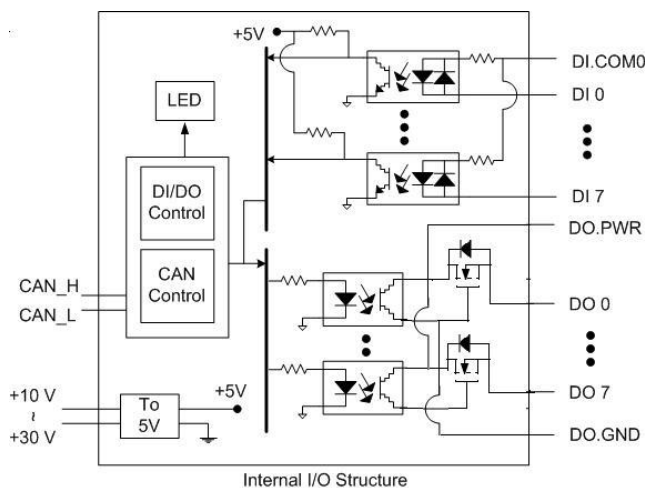 +5V
DI.COM0
LED
DI 0
DI/DO
Control
DI 7
DO.PWR
CAN
Control
CAN_H
CAN_L
DO 0
+10 V
~
+30 V
To
5V
+5V
DO 7
DO.GND
Internal I/O Structure